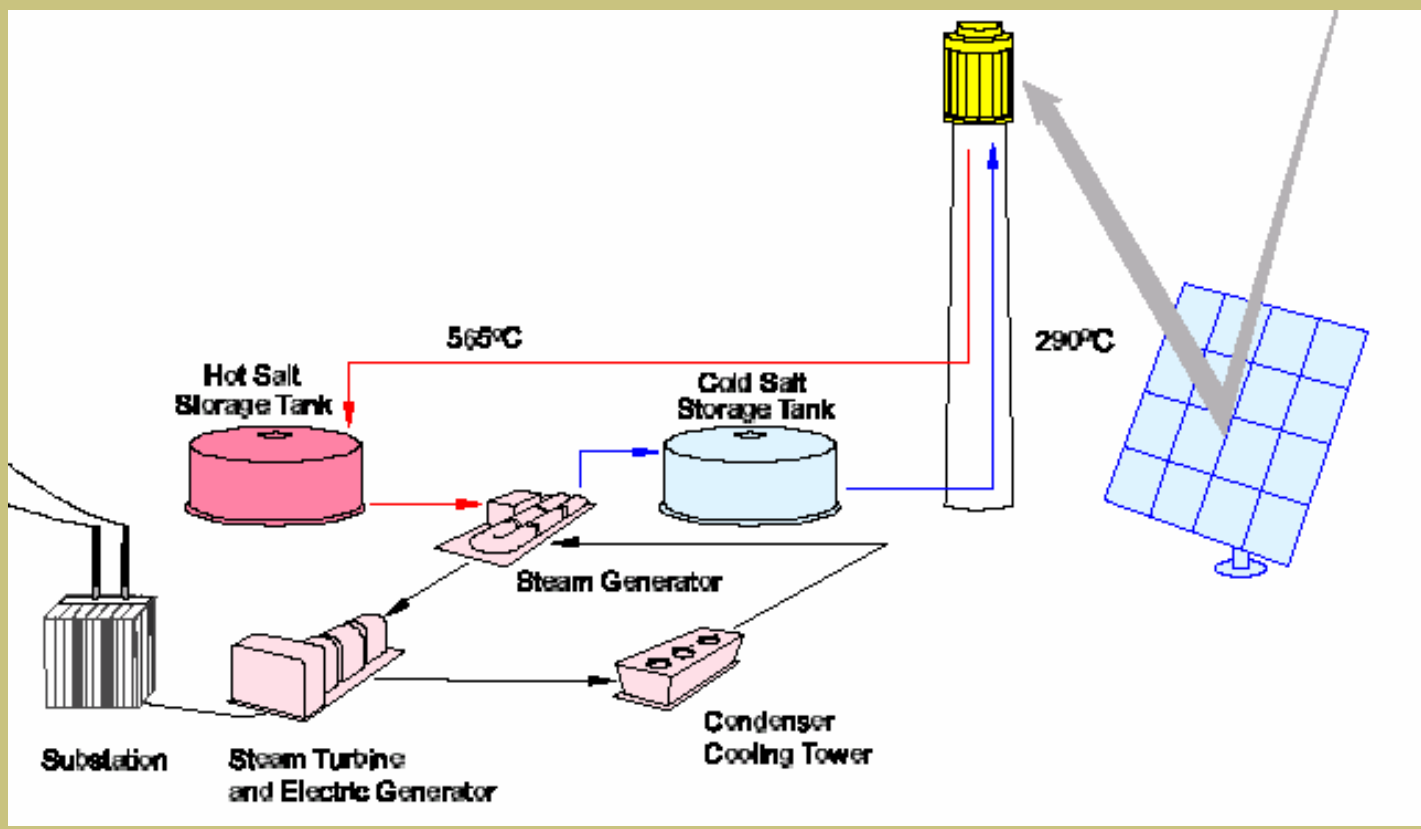 565ºC
290ºC
Hot Salt
Storage Tank
Cold Salt
Storage Tank
Steam Generator
Substation
Steam Turbine
and Electric Generator
Condenser
Cooling Tower